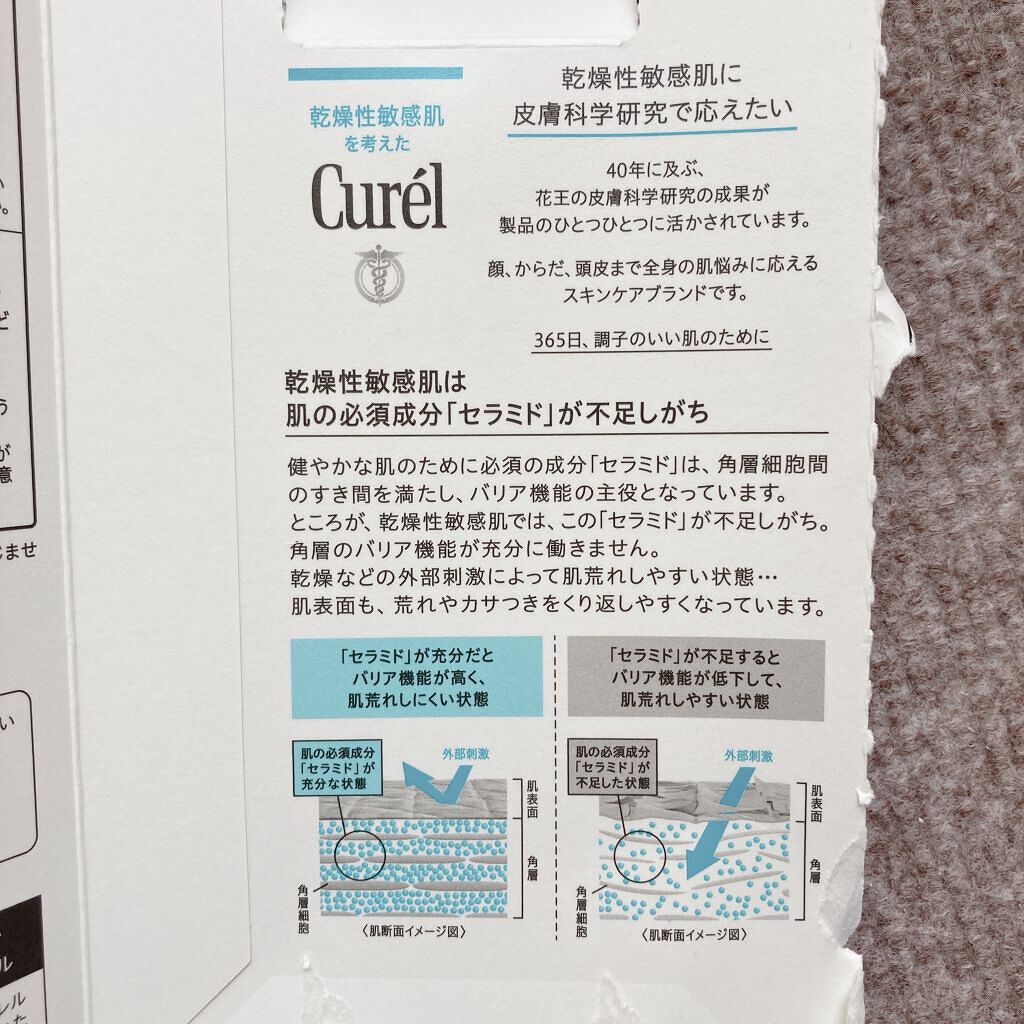 乾燥性敏感肌
を考えた
Curél
乾燥性敏感肌に
皮膚科学研究で応えたい
40年に及ぶ、
花王の皮膚科学研究の成果が
製品のひとつひとつに活かされています。
顔、からだ、頭皮まで全身の肌悩みに応える
スキンケアブランドです。
365日、調子のいい肌のために
乾燥性敏感肌は
肌の必須成分「セラミド」が不足しがち
健やかな肌のために必須の成分「セラミド」は、角層細胞間
のすき間を満たし、バリア機能の主役となっています。
ところが、乾燥性敏感肌では、この「セラミド」が不足しがち。
角層のバリア機能が充分に働きません。
乾燥などの外部刺激によって肌荒れしやすい状態…
肌表面も、荒れやカサつきをくり返しやすくなっています。
「セラミド」が充分だと
バリア機能が高く、
肌荒れしにくい状態
肌の必須成分
「セラミド」が
充分な状態
外部刺激
肌表面
角層
角層細胞
〈肌断面イメージ図〉
「セラミド」が不足すると
バリア機能が低下して、
肌荒れしやすい状態
肌の必須成分
「セラミド」が
不足した状態
外部刺激
肌表面
角層
角層細胞
〈肌断面イメージ図〉